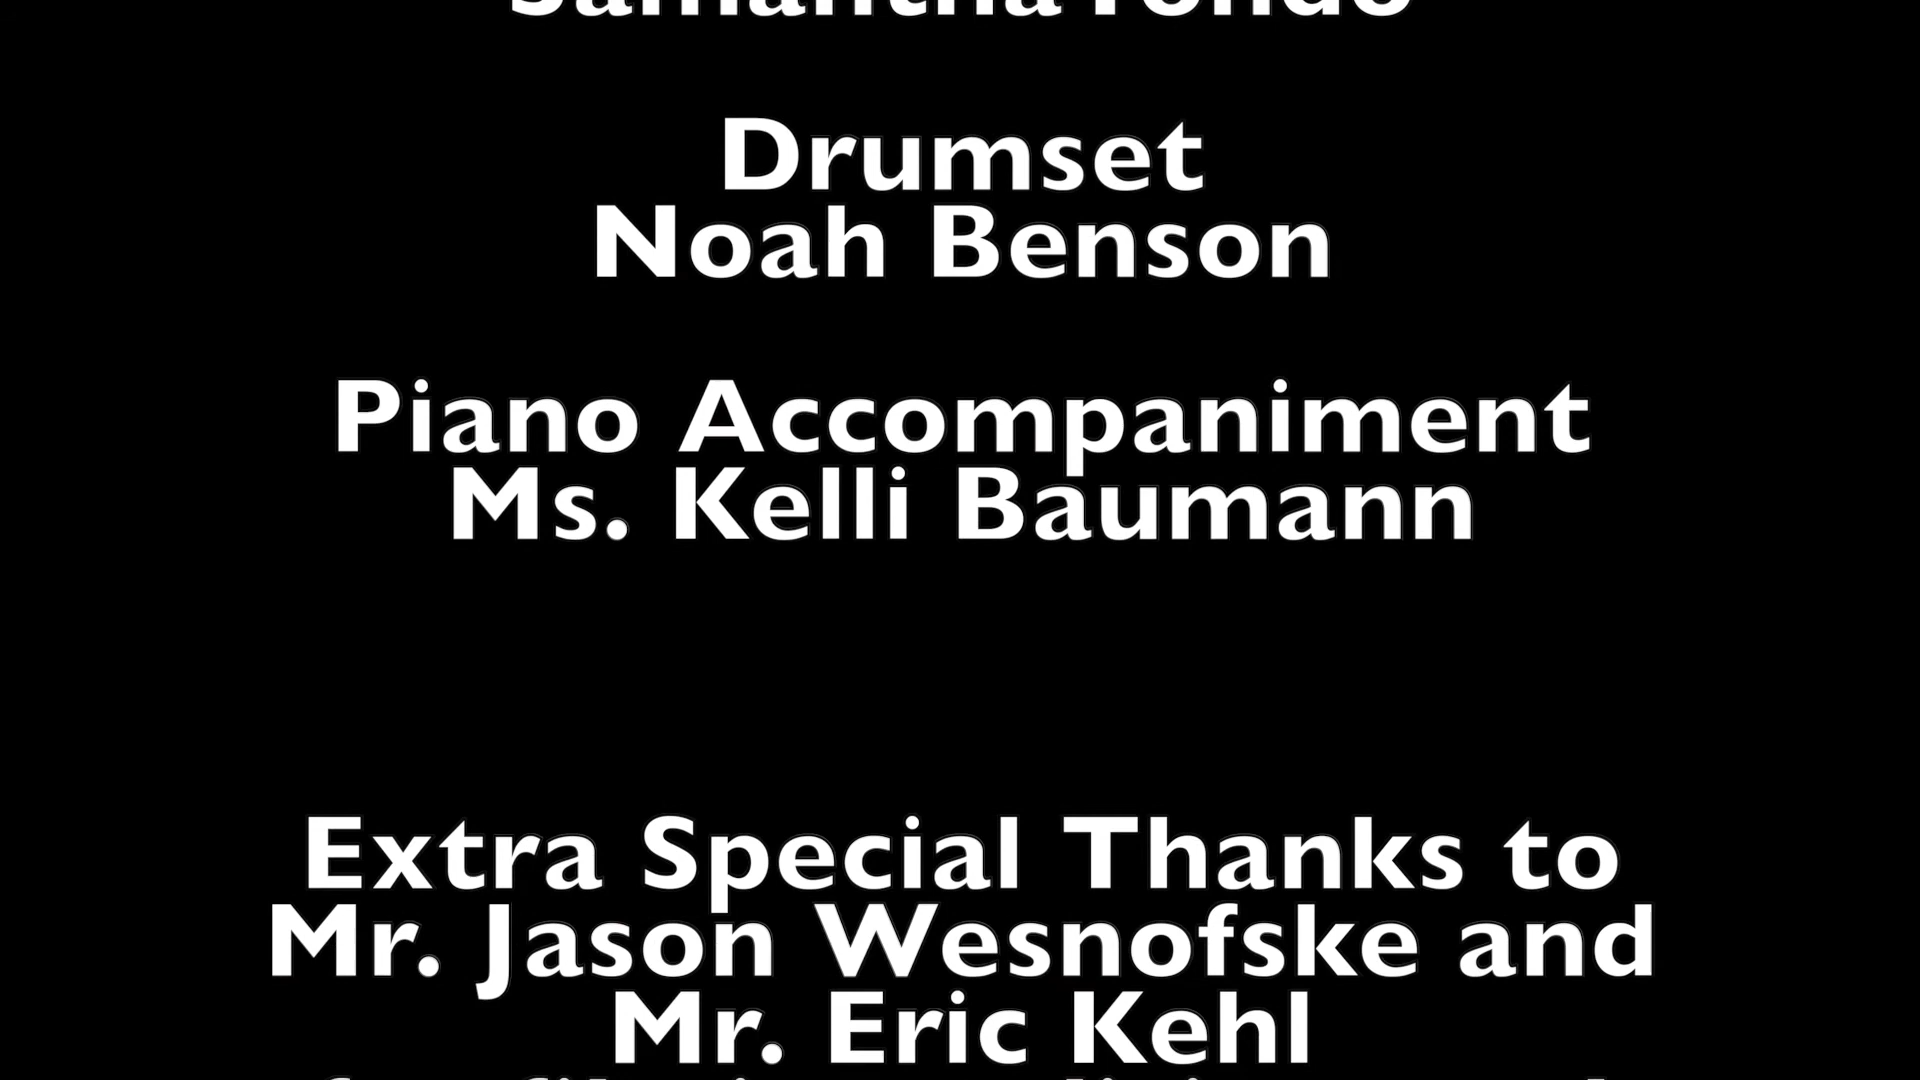 Samantha
Drumset
Noah Benson
Piano Accompaniment
Ms. Kelli Baumann
Extra Special Thanks to
Mr. Jason Wesnofske and
Mr. Eric Kehl